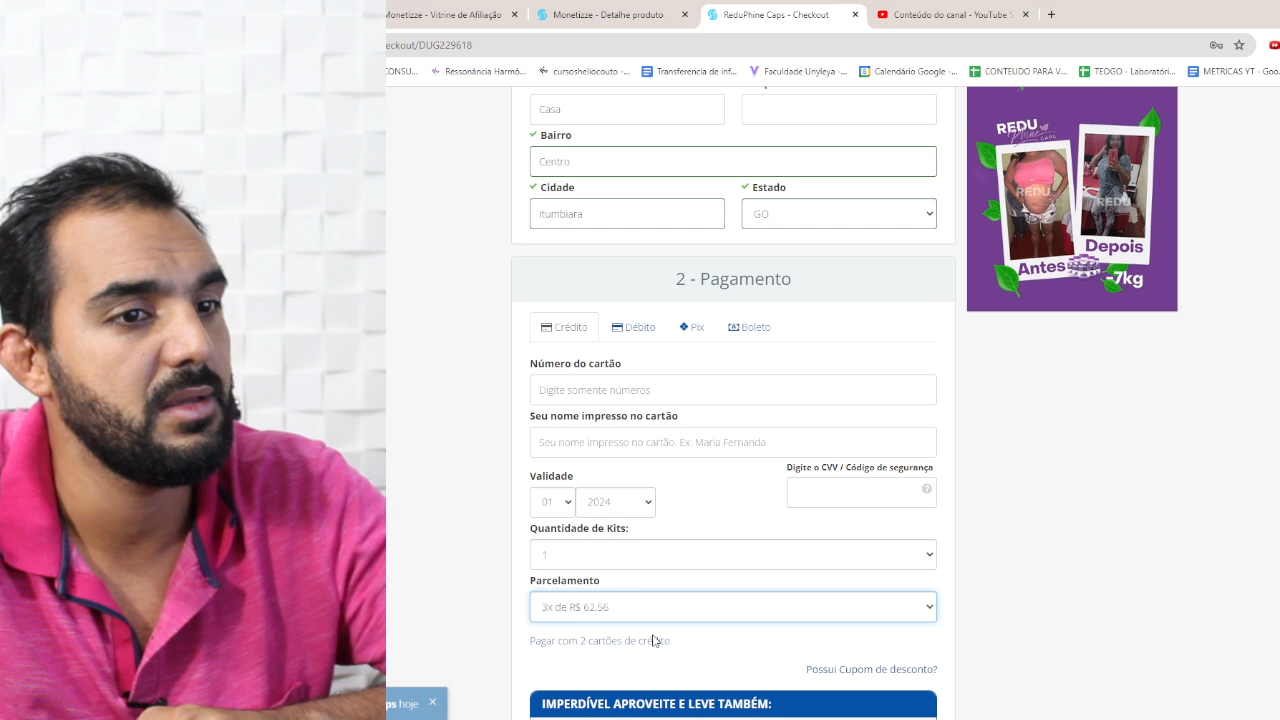 Monetizze - Vitrine de Afiliação
ReduPhine Caps - Checkout
Conteúdo do canal - YouTube S
eckout/DUG229618
CONSU...
Ressonância Harmô...
cursosheliocouto -...
Transferencia de inf...
Faculdade Unyleya -...
Calendário Google -...
CONTEUDO PARA V...
TEOGO - Laboratóri...
METRICAS YT - Goo
Casa
Bairro
Centro
Cidade
Estado
Itumbiara
GO
2 - Pagamento
Crédito
Débito
Pix
Boleto
Número do cartão
Digite somente números
Seu nome impresso no cartão
Seu nome impresso no cartão. Ex: Maria Fernanda
Validade
Digite o CVV / Código de segurança
01
2024
Quantidade de Kits:
1
Parcelamento
3x de R$ 62.56
Pagar com 2 cartões de crédito
Possui Cupom de desconto?
IMPERDÍVEL APROVEITE E LEVE TAMBÉM:
ps hoje
REDU
CAPS
REDU
REDU
Depois
Antes
-7kg